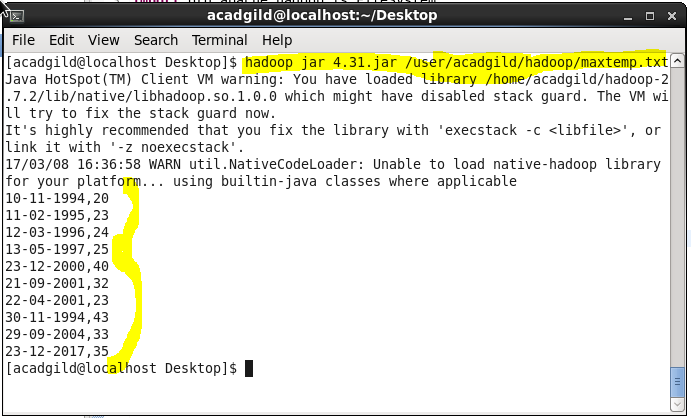 acadgild@localhost:~/Desktop
File Edit View Search Terminal Help
[acadgild@localhost Desktop]$ hadoop jar 4.31.jar /user/acadgild/hadoop/maxtemp.txt
Java HotSpot(TM) Client VM warning: You have loaded library /home/acadgild/hadoop-2
.7.2/lib/native/libhadoop.so.1.0.0 which might have disabled stack guard. The VM wi
ll try to fix the stack guard now.
It's highly recommended that you fix the library with 'execstack -c <libfile>', or
link it with '-z noexecstack'.
17/03/08 16:36:58 WARN util.NativeCodeLoader: Unable to load native-hadoop library
for your platform... using builtin-java classes where applicable
10-11-1994,20
11-02-1995,23
12-03-1996,24
13-05-1997,25
23-12-2000,40
21-09-2001,32
22-04-2001,23
30-11-1994,43
29-09-2004,33
23-12-2017,35
[acadgild@localhost Desktop]$